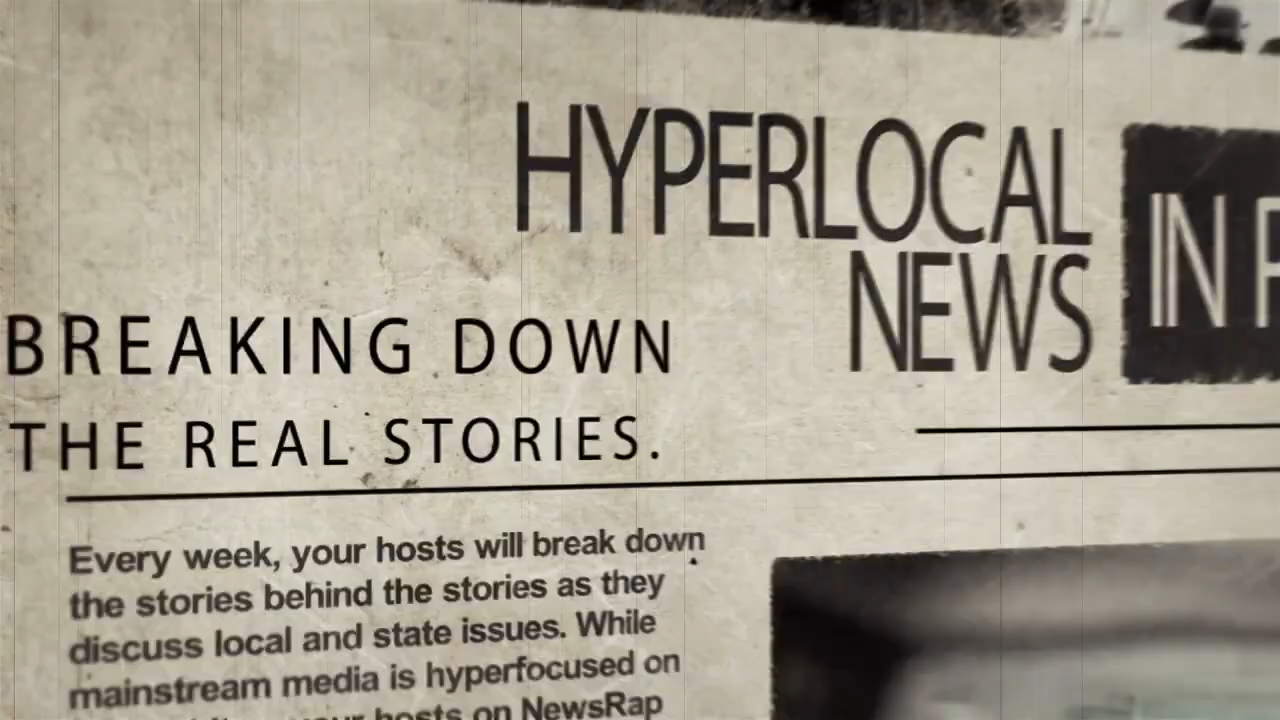 HYPERLOCAL
NEWS
BREAKING DOWN
THE REAL STORIES.
Every week, your hosts will break down
the stories behind the stories as they
discuss local and state issues. While
mainstream media is hyperfocused on
your hosts on NewsRap